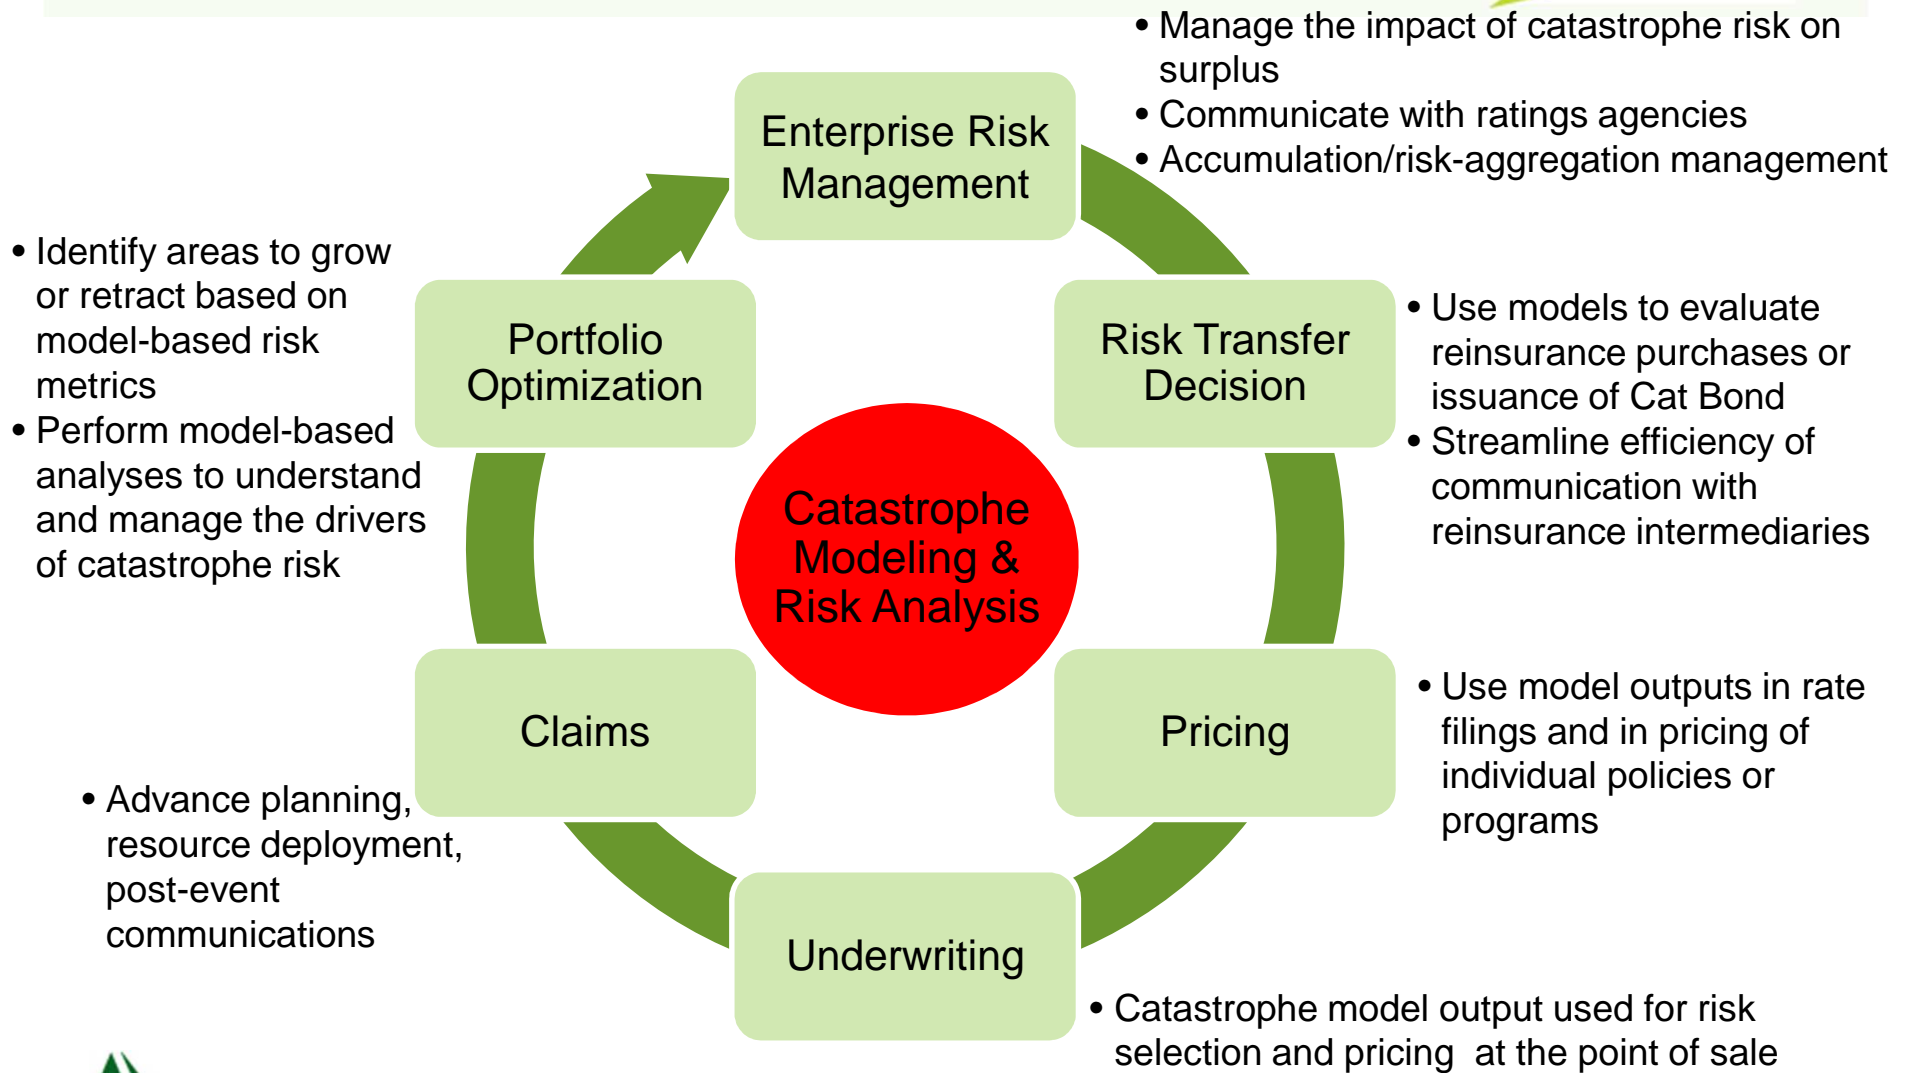 • Manage the impact of catastrophe risk on
surplus
• Communicate with ratings agencies
• Accumulation/risk-aggregation management
Enterprise Risk
Management
• Identify areas to grow
or retract based on
model-based risk
metrics
• Perform model-based
analyses to understand
and manage the drivers
of catastrophe risk
Portfolio
Optimization
Risk Transfer
Decision
• Use models to evaluate
reinsurance purchases or
issuance of Cat Bond
• Streamline efficiency of
communication with
reinsurance intermediaries
Catastrophe
Modeling &
Risk Analysis
Claims
• Advance planning,
resource deployment,
post-event
communications
Pricing
• Use model outputs in rate
filings and in pricing of
individual policies or
programs
Underwriting
• Catastrophe model output used for risk
selection and pricing  at the point of sale